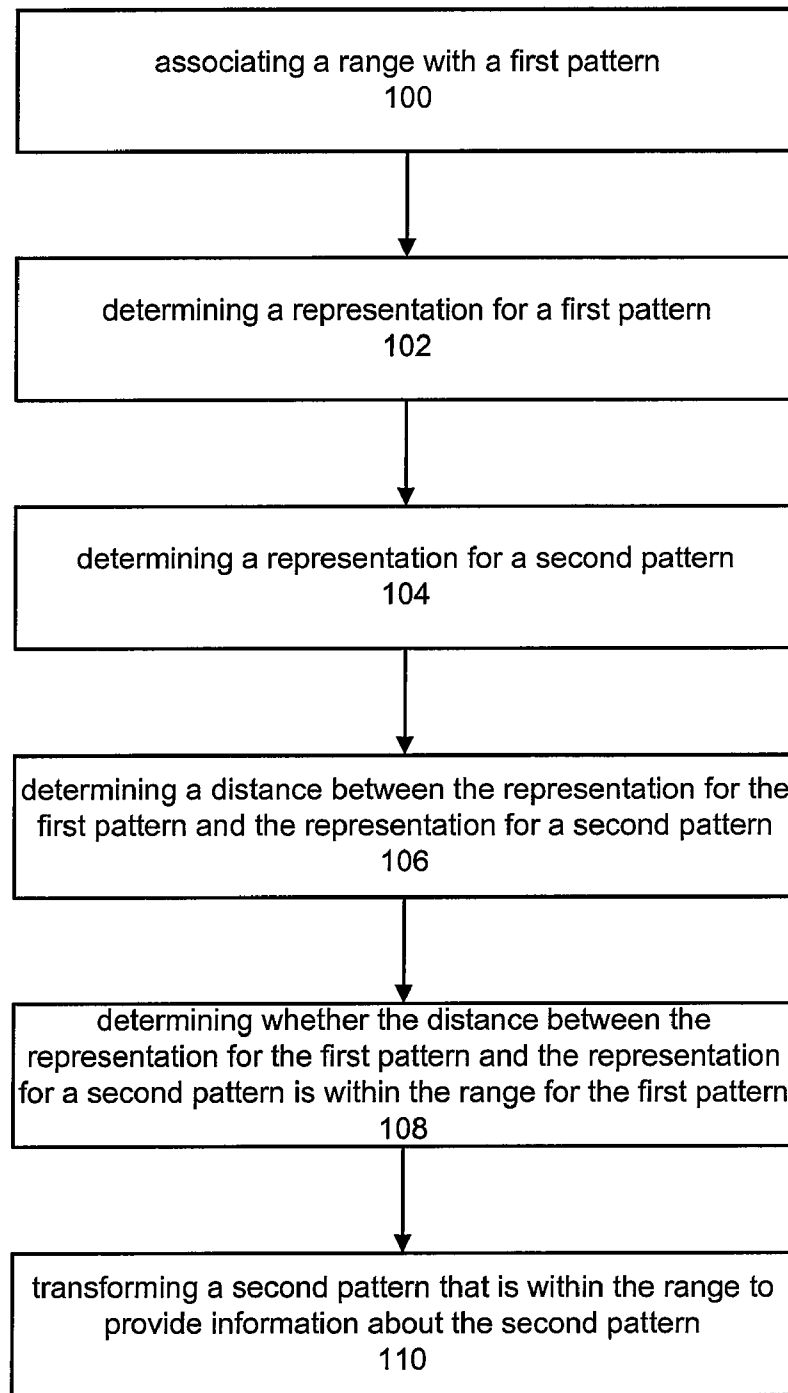 associating a range with a first pattern
100
determining a representation for a first pattern
102
determining a representation for a second pattern
104
determining a distance between the representation for the
first pattern and the representation for a second pattern
106
determining whether the distance between the
representation for the first pattern and the representation
for a second pattern is within the range for the first pattern
108
transforming a second pattern that is within the range to
provide information about the second pattern
110